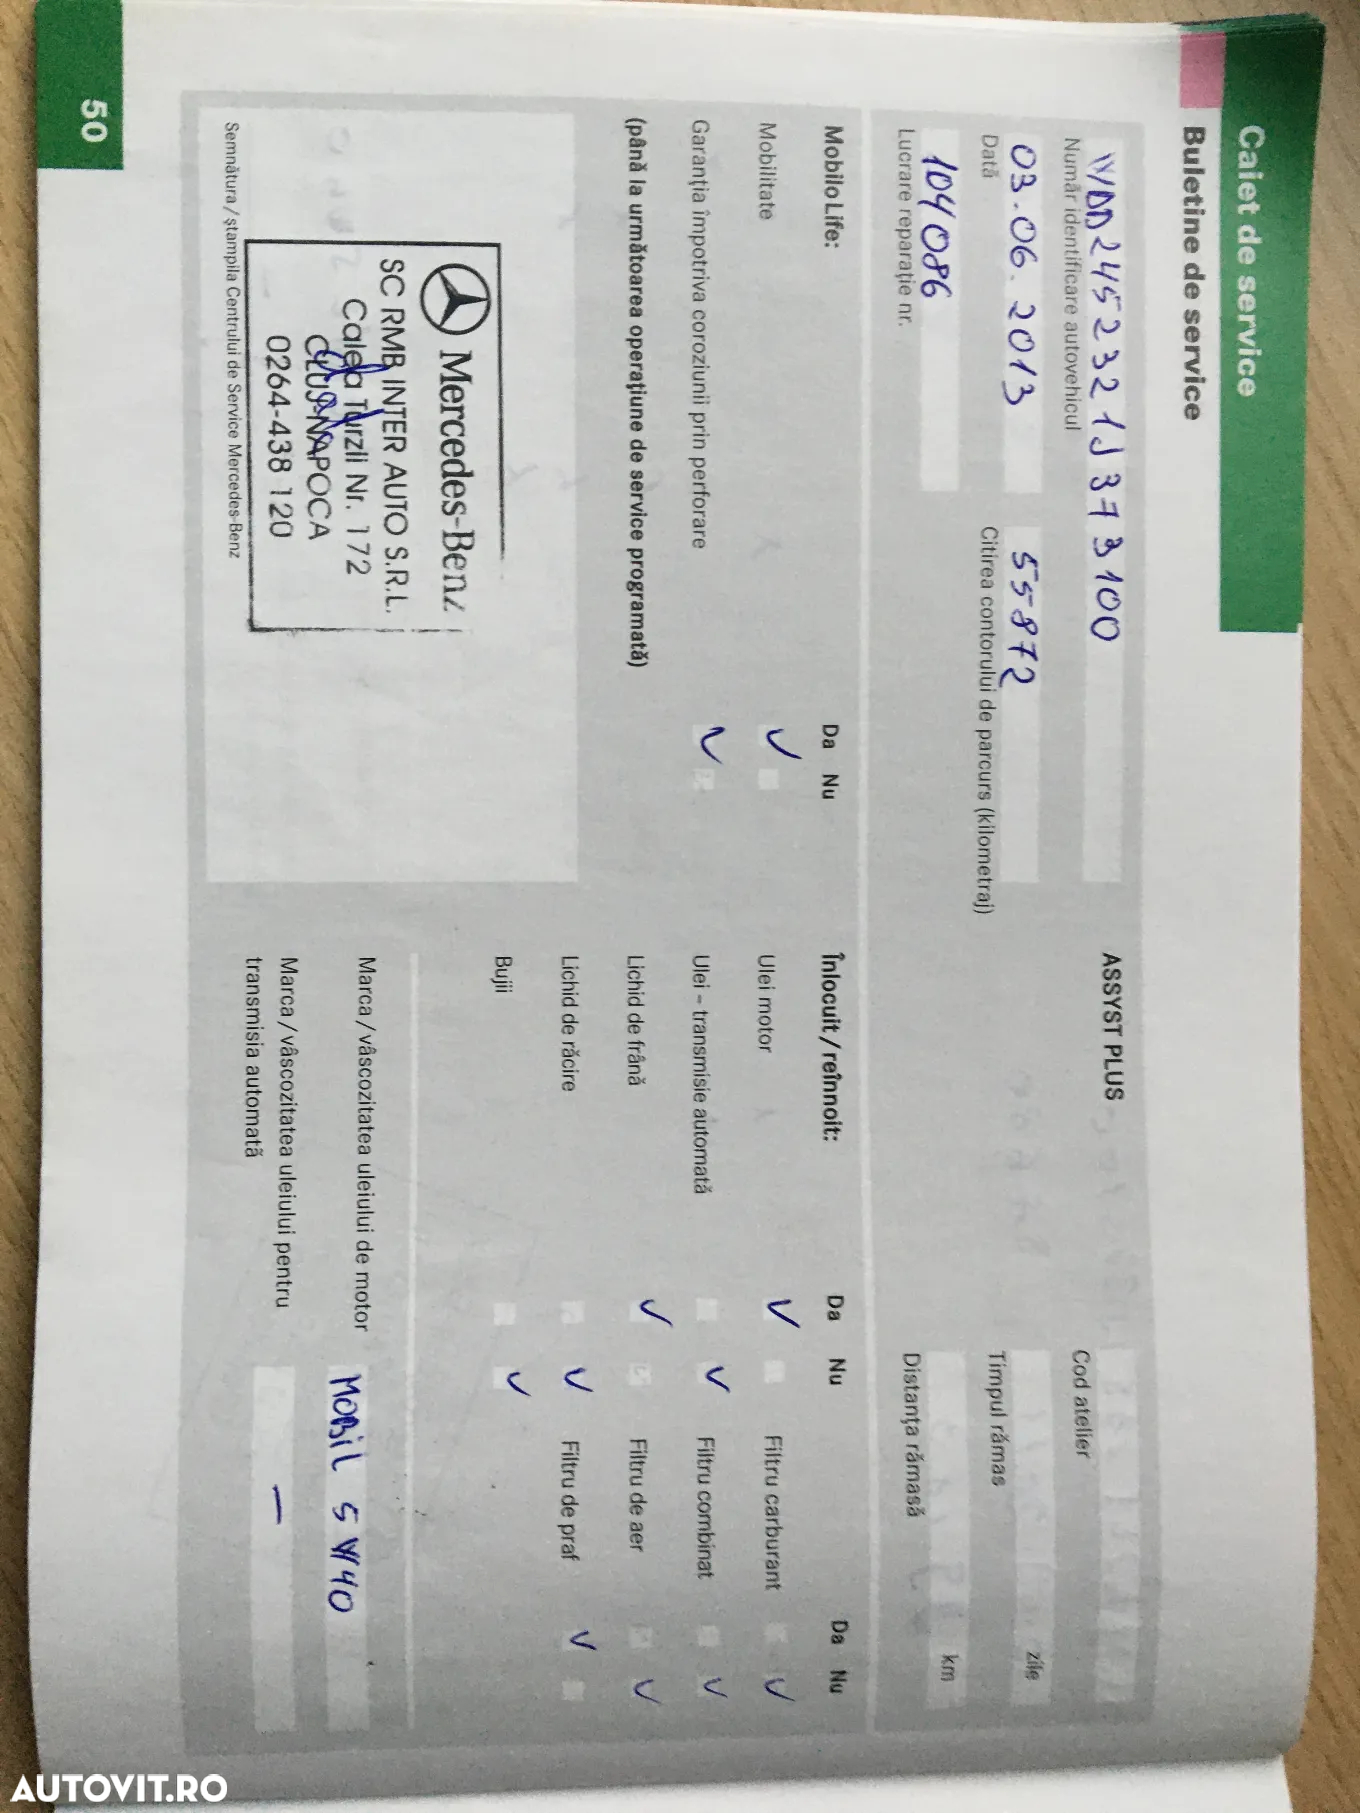 Caiet de service
Buletine de service
WDD2452321J373100
Număr identificare autovehicul
03.06.2013
Dată
55872
Citirea contorului de parcurs (kilometraj)
104086
Lucrare reparație nr.
ASSYST PLUS
Cod atelier
Timpul rămas
zile
Distanța rămasă
km
Mobilo Life:
Da Nu
Mobilitate ✓
Garanția împotriva coroziunii prin perforare ✓
(până la următoarea operațiune de service programată)
Mercedes-Benz
SC RMB INTER AUTO S.R.L.
Calea Turzii Nr. 172
CLUJ-NAPOCA
0264-438 120
Semnătura / ștampila Centrului de Service Mercedes-Benz
Înlocuit / reînnoit:
Da Nu
Da Nu
Ulei motor ✓ Filtru carburant ✓
Ulei – transmisie automată ✓ Filtru combinat ✓
Lichid de frână ✓ Filtru de aer ✓
Lichid de răcire ✓ Filtru de praf ✓
Bujii ✓
Marca / vâscozitatea uleiului de motor
MOBIL 5W40
Marca / vâscozitatea uleiului pentru
transmisia automată
–
50
AUTOVIT.RO